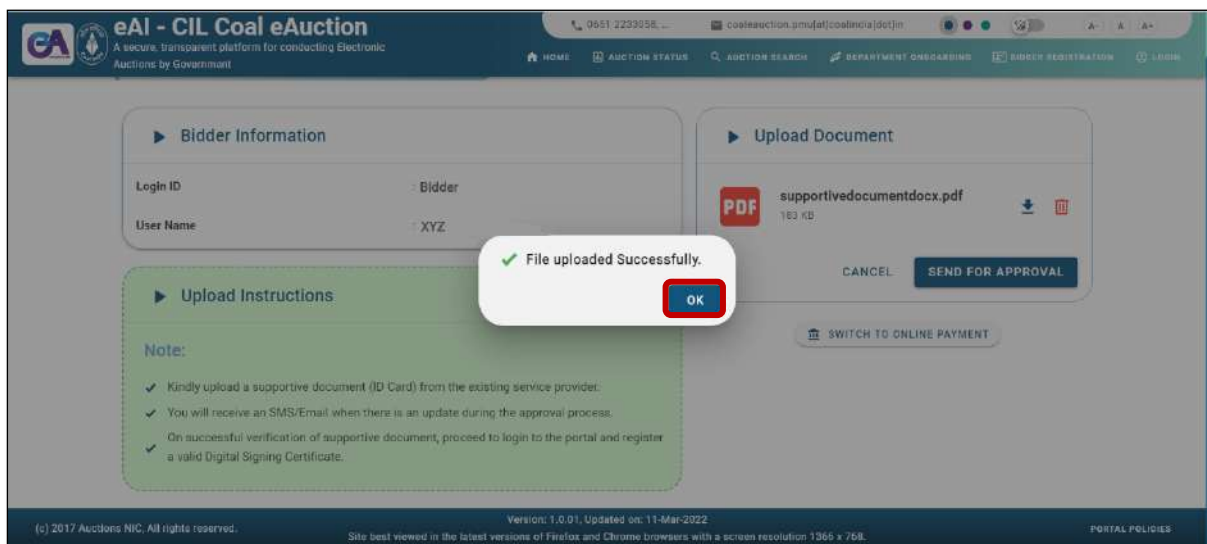 eAI - CIL Coal eAuction
A secure, transparent platform for conducting Electronic
Auctions by Government
0651 2233056, ...
coaleauction.pmu[at]coalindia[dot]in
A- A A+
HOME AUCTION STATUS AUCTION SEARCH DEPARTMENT ONBOARDING BIDDER REGISTRATION LOGIN
eA
Bidder Information
Login ID : Bidder
User Name : XYZ
Upload Document
PDF
supportivedocumentdocx.pdf
183 KB
CANCEL SEND FOR APPROVAL
SWITCH TO ONLINE PAYMENT
File uploaded Successfully.
OK
Upload Instructions
Note:
Kindly upload a supportive document (ID Card) from the existing service provider.
You will receive an SMS/Email when there is an update during the approval process.
On successful verification of supportive document, proceed to login to the portal and register
a valid Digital Signing Certificate.
(c) 2017 Auctions NIC, All rights reserved.
Version: 1.0.01, Updated on: 11-Mar-2022
Site best viewed in the latest versions of Firefox and Chrome browsers with a screen resolution 1366 x 768.
PORTAL POLICIES